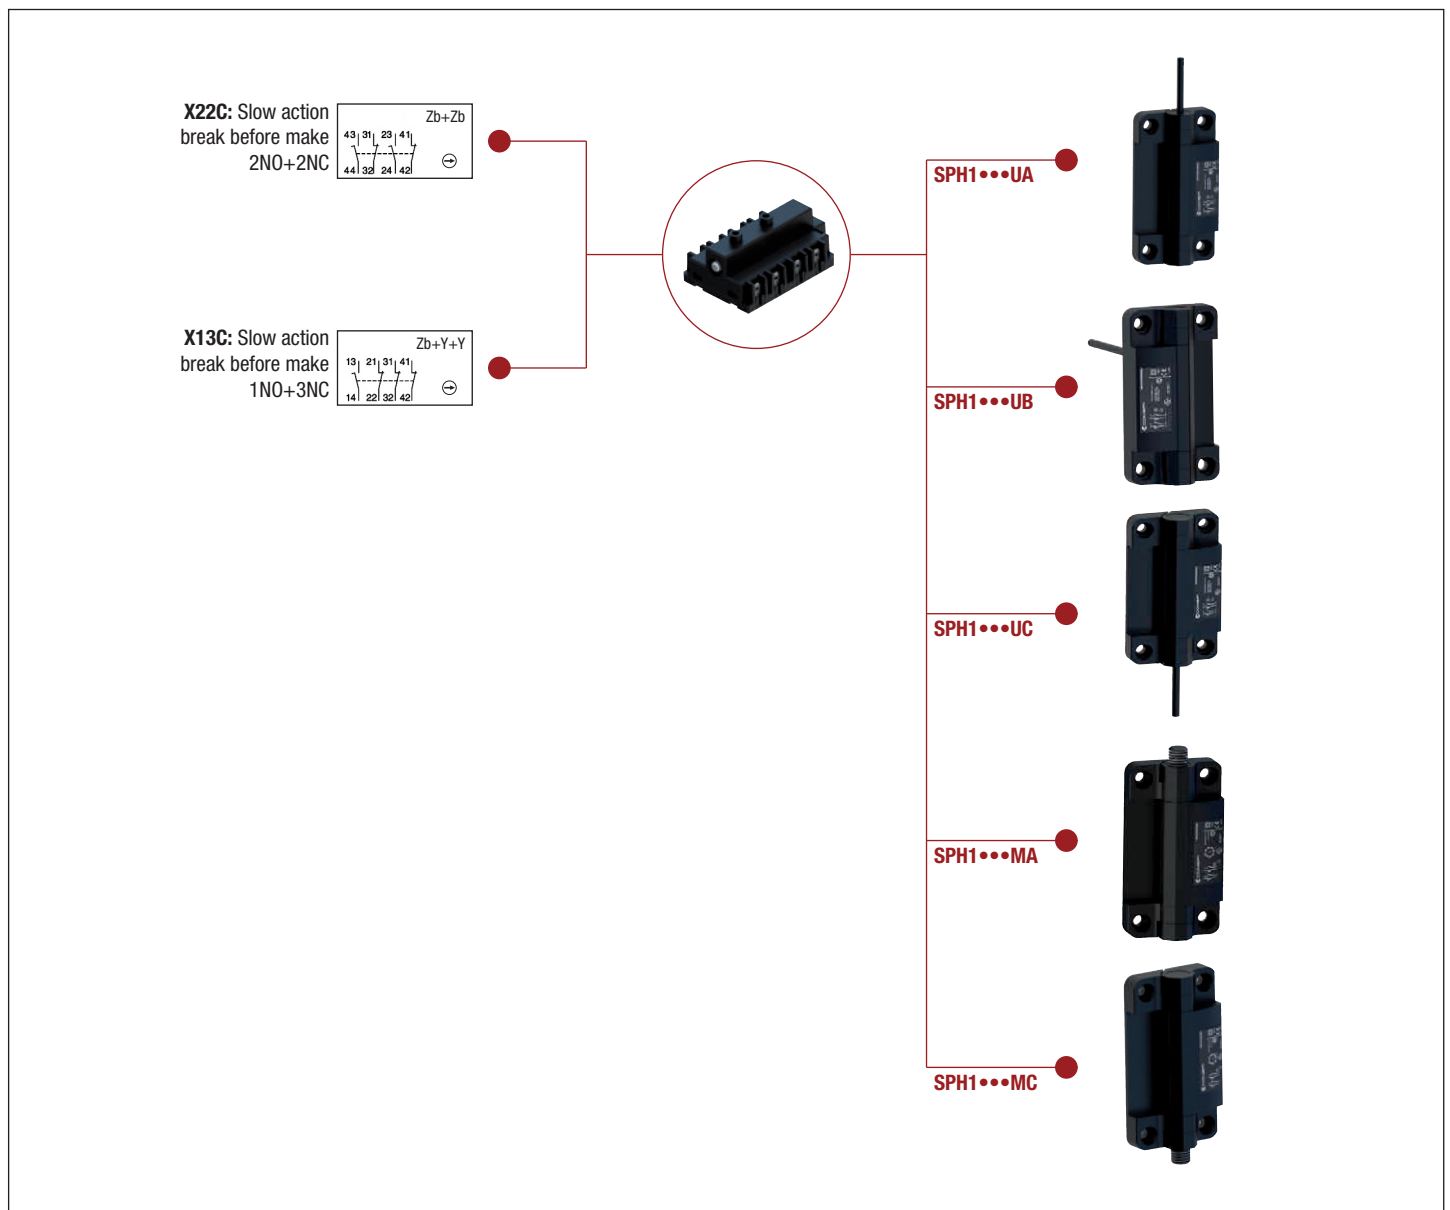 X22C: Slow action
break before make
2NO+2NC
Zb+Zb
43 31 23 41
44 32 24 42
X13C: Slow action
break before make
1NO+3NC
Zb+Y+Y
13 21 31 41
14 22 32 42
SPH1•••UA
SPH1•••UB
SPH1•••UC
SPH1•••MA
SPH1•••MC